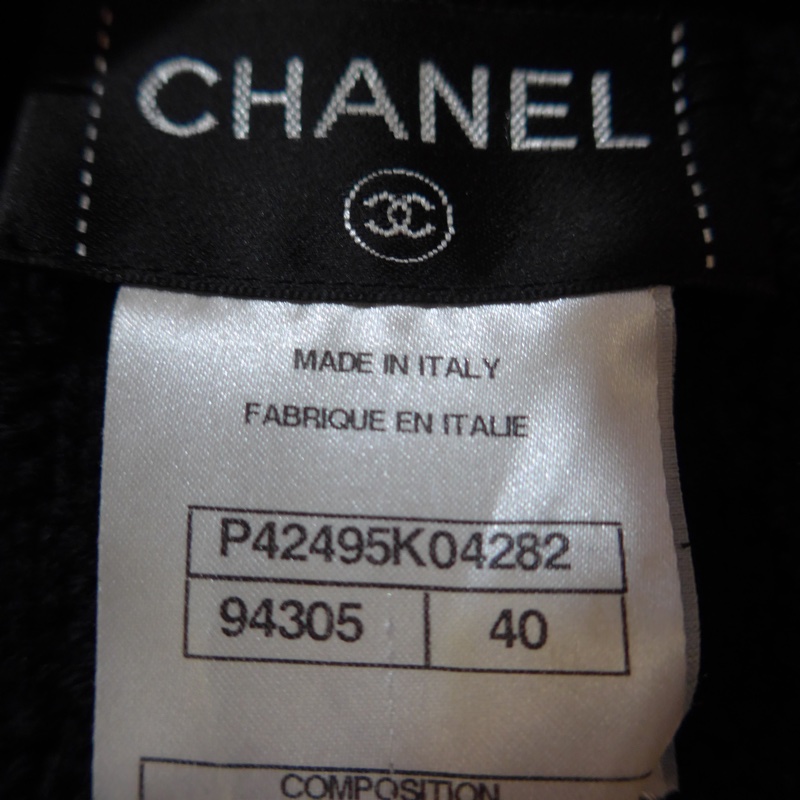 CHANEL
MADE IN ITALY
FABRIQUE EN ITALIE
P42495K04282
94305 40
COMPOSITION